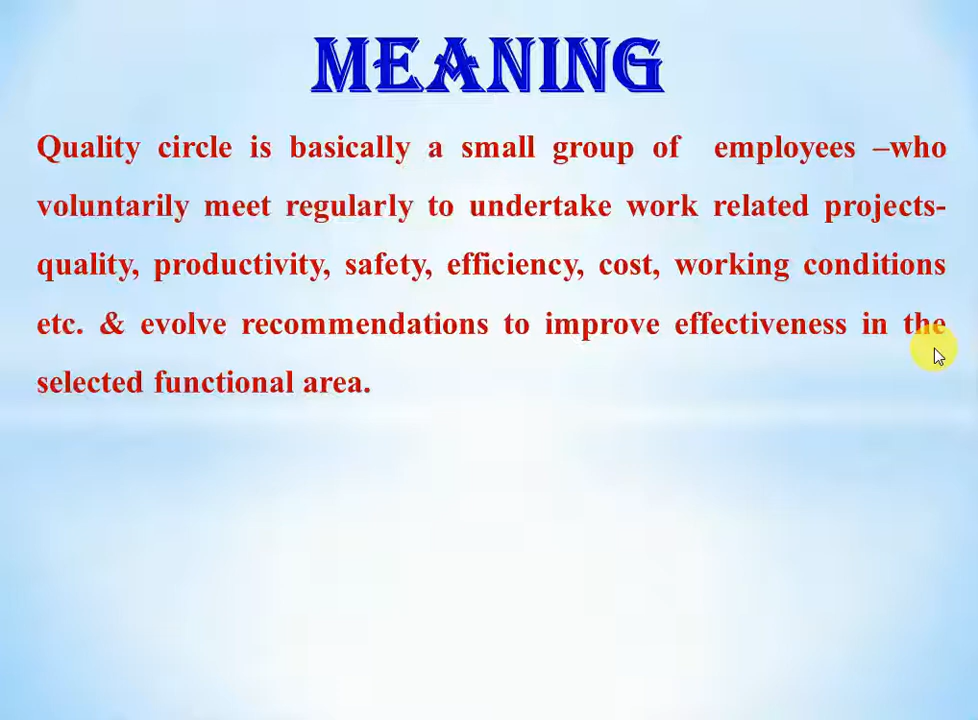 MEANING
Quality circle is basically a small group of employees –who
voluntarily meet regularly to undertake work related projects-
quality, productivity, safety, efficiency, cost, working conditions
etc. & evolve recommendations to improve effectiveness in the
selected functional area.